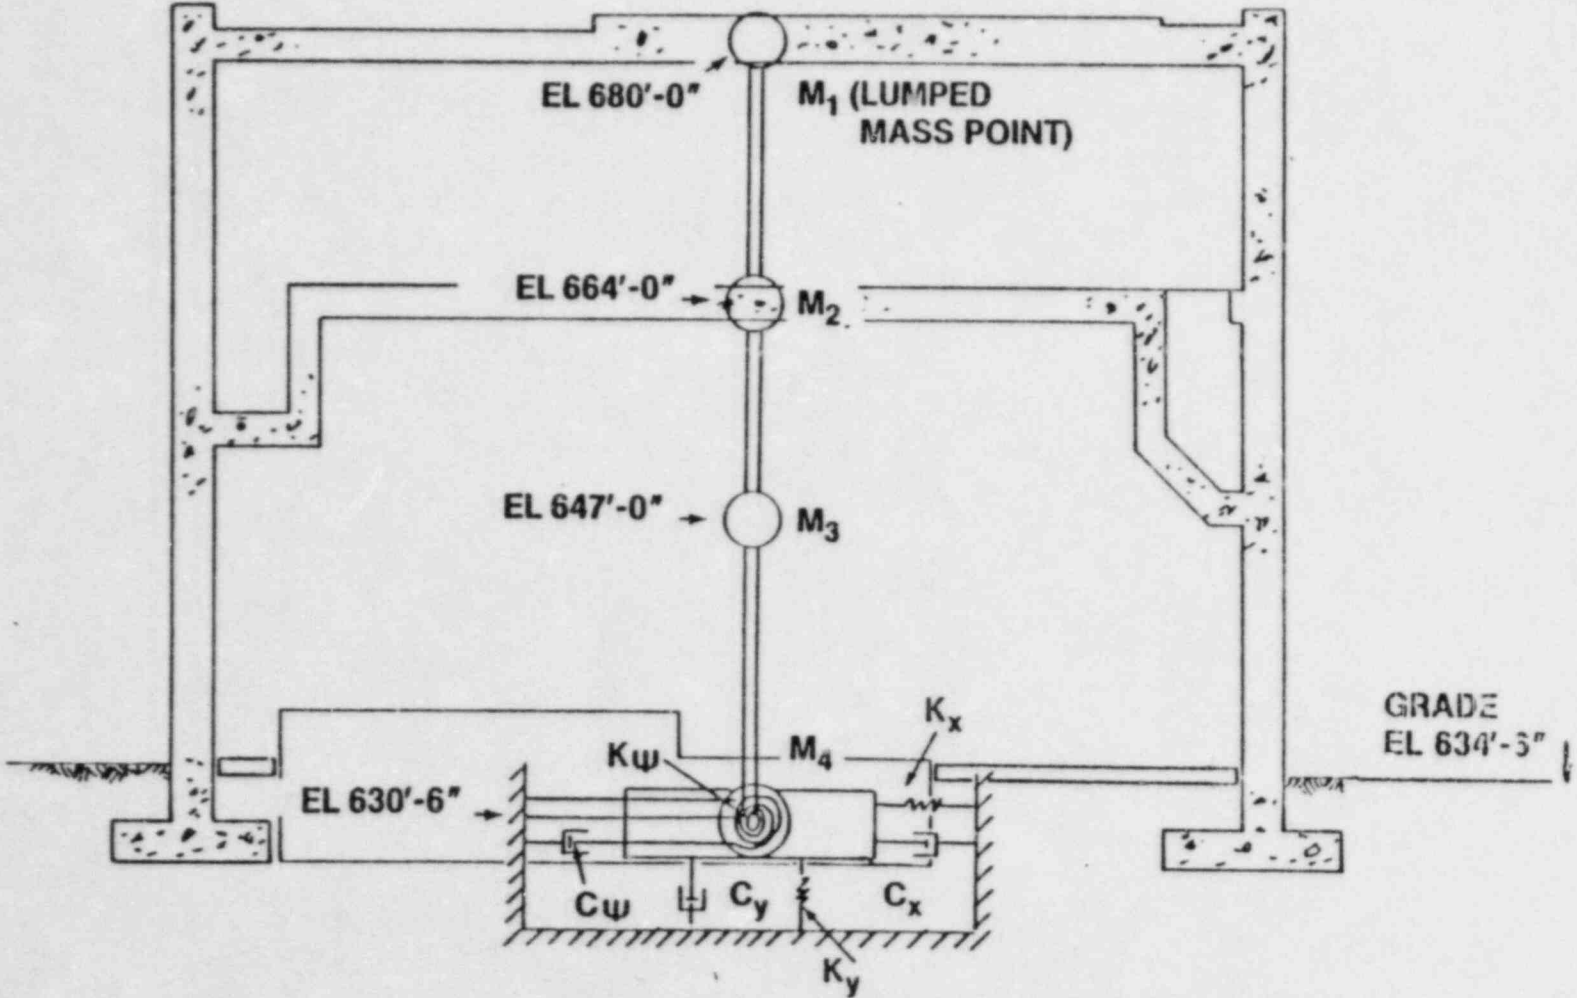 EL 680'-0"
M₁ (LUMPED
MASS POINT)
EL 664'-0"
M₂
EL 647'-0"
M₃
Kx
GRADE
KΨ
M₄
EL 630'-6"
CΨ
Cy
Cx
Ky